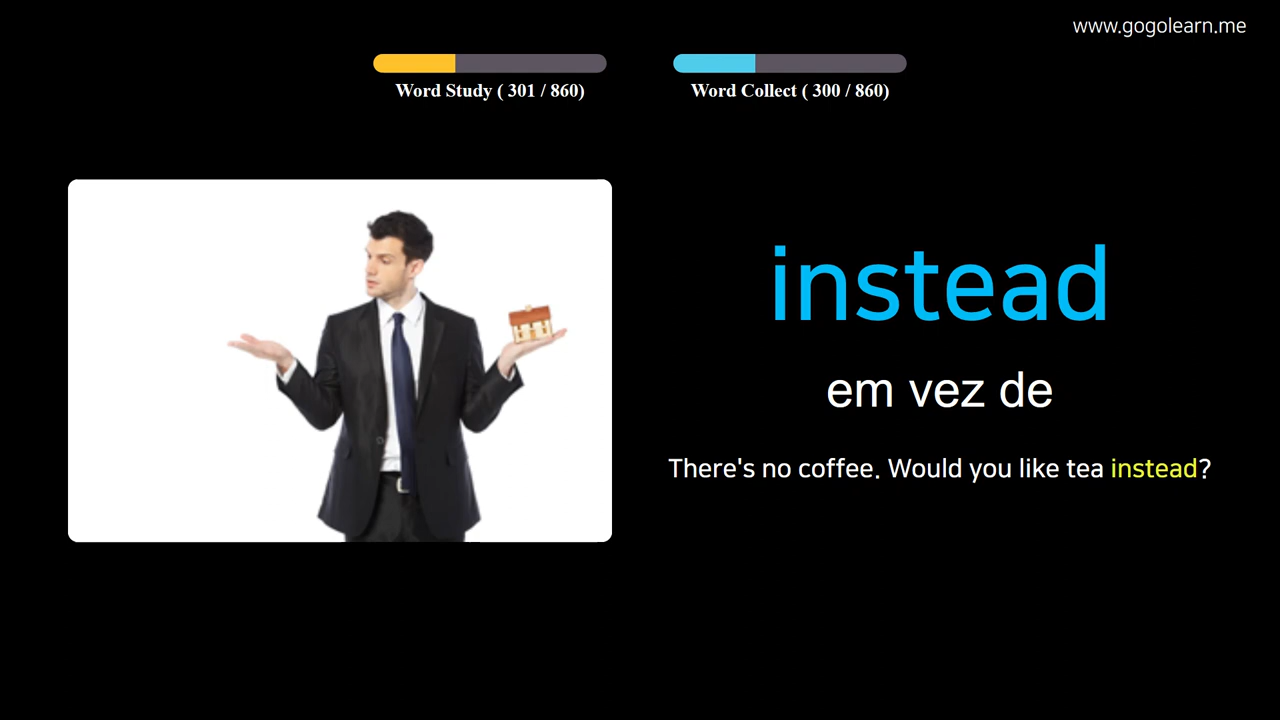 www.gogolearn.me
Word Study ( 301 / 860)
Word Collect ( 300 / 860)
instead
em vez de
There's no coffee. Would you like tea instead?